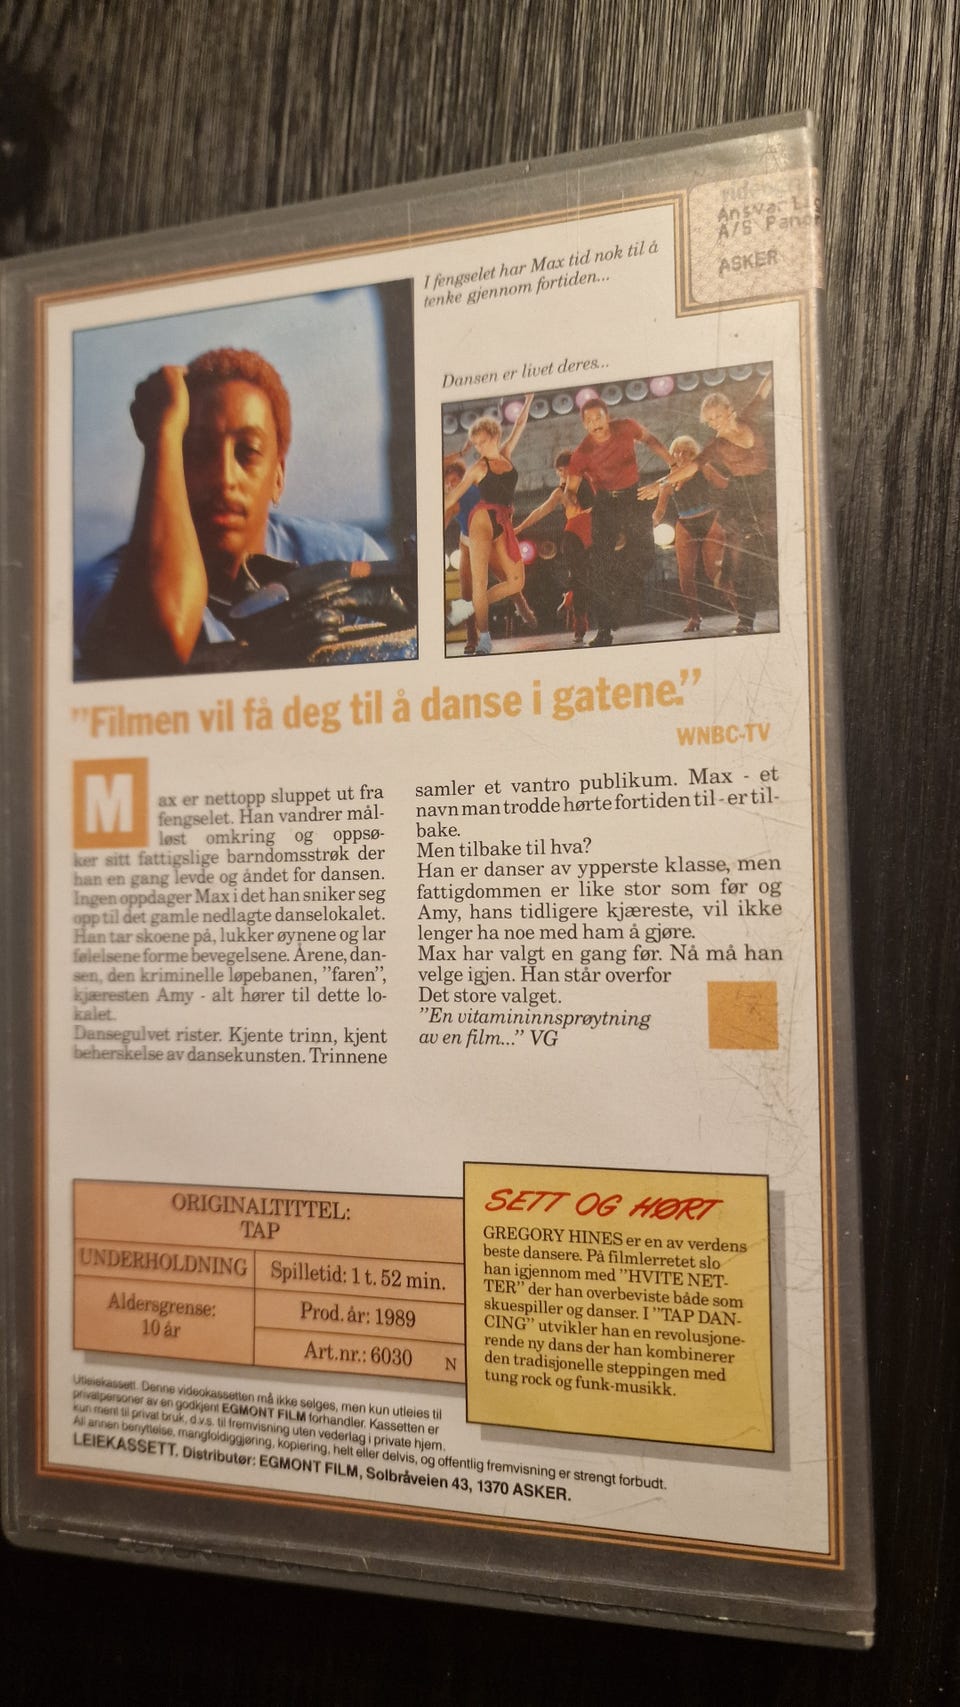 Ansvarl
A/S Pano
ASKER
I fengselet har Max tid nok til å
tenke gjennom fortiden...
Dansen er livet deres...
"Filmen vil få deg til å danse i gatene."
WNBC-TV
Max er nettopp sluppet ut fra
fengselet. Han vandrer mål-
løst omkring og oppsø-
ker sitt fattigslige barndomsstrøk der
han en gang levde og åndet for dansen.
Ingen oppdager Max i det han sniker seg
opp til det gamle nedlagte danselokalet.
Han tar skoene på, lukker øynene og lar
følelsene forme bevegelsene. Årene, dan-
sen, den kriminelle løpebanen, "faren",
kjæresten Amy - alt hører til dette lo-
kalet.
Dansegulvet rister. Kjente trinn, kjent
beherskelse av dansekunsten. Trinnene
samler et vantro publikum. Max - et
navn man trodde hørte fortiden til - er til-
bake.
Men tilbake til hva?
Han er danser av ypperste klasse, men
fattigdommen er like stor som før og
Amy, hans tidligere kjæreste, vil ikke
lenger ha noe med ham å gjøre.
Max har valgt en gang før. Nå må han
velge igjen. Han står overfor
Det store valget.
"En vitamininnsprøytning
av en film..." VG
ORIGINALTITTEL:
TAP
UNDERHOLDNING
Spilletid: 1 t. 52 min.
Aldersgrense:
10 år
Prod. år: 1989
Art.nr.: 6030 N
SETT OG HØRT
GREGORY HINES er en av verdens
beste dansere. På filmlerretet slo
han igjennom med "HVITE NET-
TER" der han overbeviste både som
skuespiller og danser. I "TAP DAN-
CING" utvikler han en revolusjone-
rende ny dans der han kombinerer
den tradisjonelle steppingen med
tung rock og funk-musikk.
Utleiekassett. Denne videokassetten må ikke selges, men kun utleies til
privatpersoner av en godkjent EGMONT FILM forhandler. Kassetten er
kun ment til privat bruk, d.v.s. til fremvisning uten vederlag i private hjem.
All annen benyttelse, mangfoldiggjøring, kopiering, helt eller delvis, og offentlig fremvisning er strengt forbudt.
LEIEKASSETT. Distributør: EGMONT FILM, Solbråveien 43, 1370 ASKER.